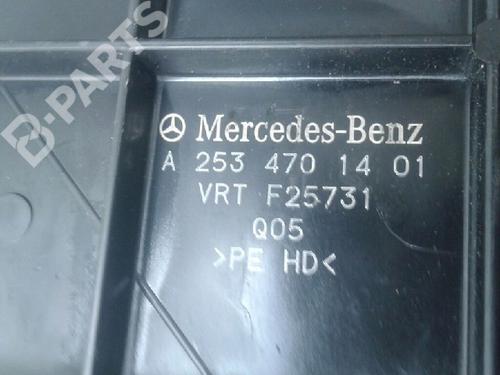 B-PARTS
Mercedes-Benz
A 253 470 14 01
VRT F25731
Q05
>PE HD<